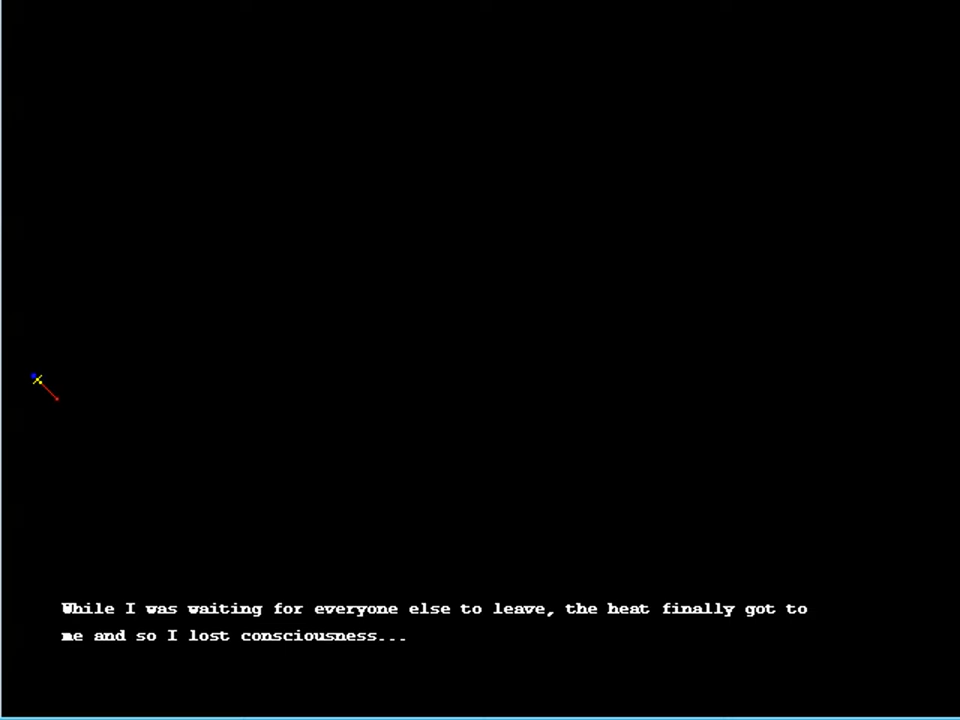 While I was waiting for everyone else to leave, the heat finally got to
me and so I lost consciousness...